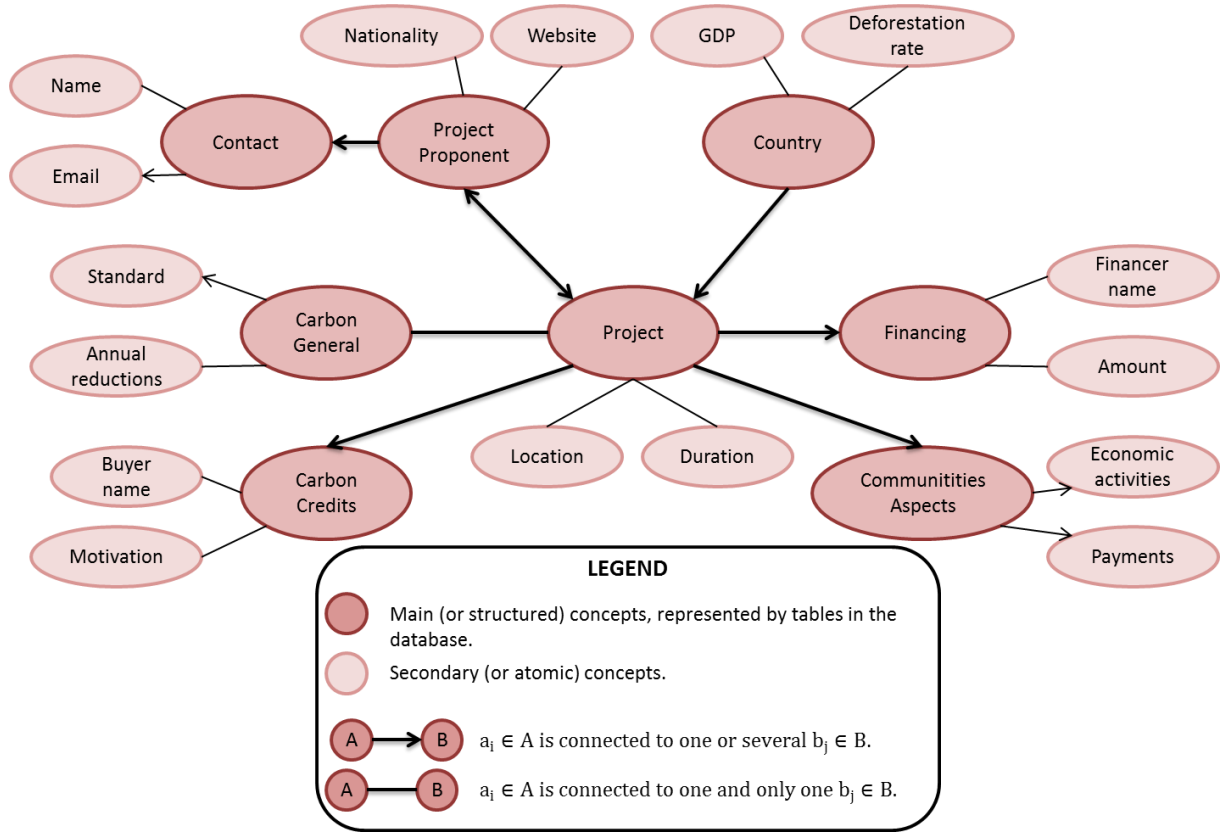 Nationality
Website
GDP
Deforestation
rate
Name
Contact
Project
Proponent
Country
Email
Standard
Financer
name
Carbon
General
Project
Financing
Annual
reductions
Amount
Buyer
name
Location
Duration
Economic
activities
Carbon
Credits
Communitities
Aspects
Motivation
Payments
LEGEND
Main (or structured) concepts, represented by tables in the
database.
Secondary (or atomic) concepts.
A B aᵢ ∈ A is connected to one or several bⱼ ∈ B.
A B aᵢ ∈ A is connected to one and only one bⱼ ∈ B.